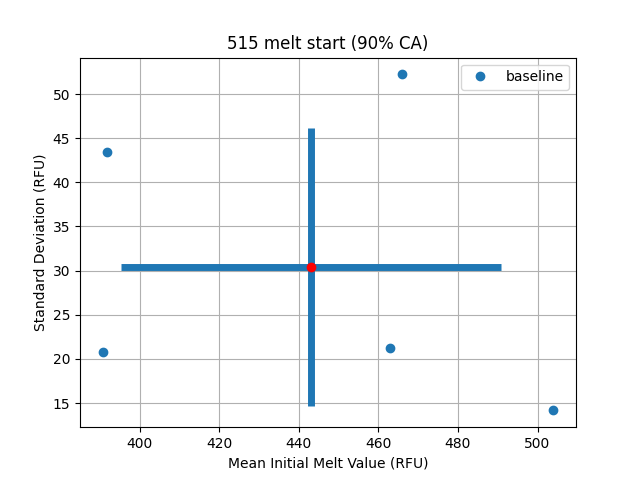 515 melt start (90% CA)
baseline
Standard Deviation (RFU)
50
45
40
35
30
25
20
15
400 420 440 460 480 500
Mean Initial Melt Value (RFU)